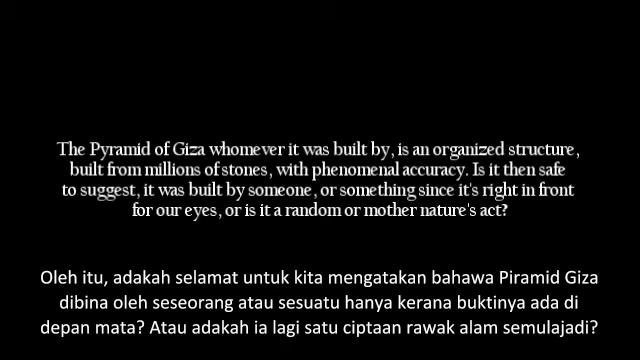 The Pyramid of Giza whomever it was built by, is an organized structure,
built from millions of stones, with phenomenal accuracy. Is it then safe
to suggest, it was built by someone, or something since it's right in front
for our eyes, or is it a random or mother nature's act?
Oleh itu, adakah selamat untuk kita mengatakan bahawa Piramid Giza
dibina oleh seseorang atau sesuatu hanya kerana buktinya ada di
depan mata? Atau adakah ia lagi satu ciptaan rawak alam semulajadi?